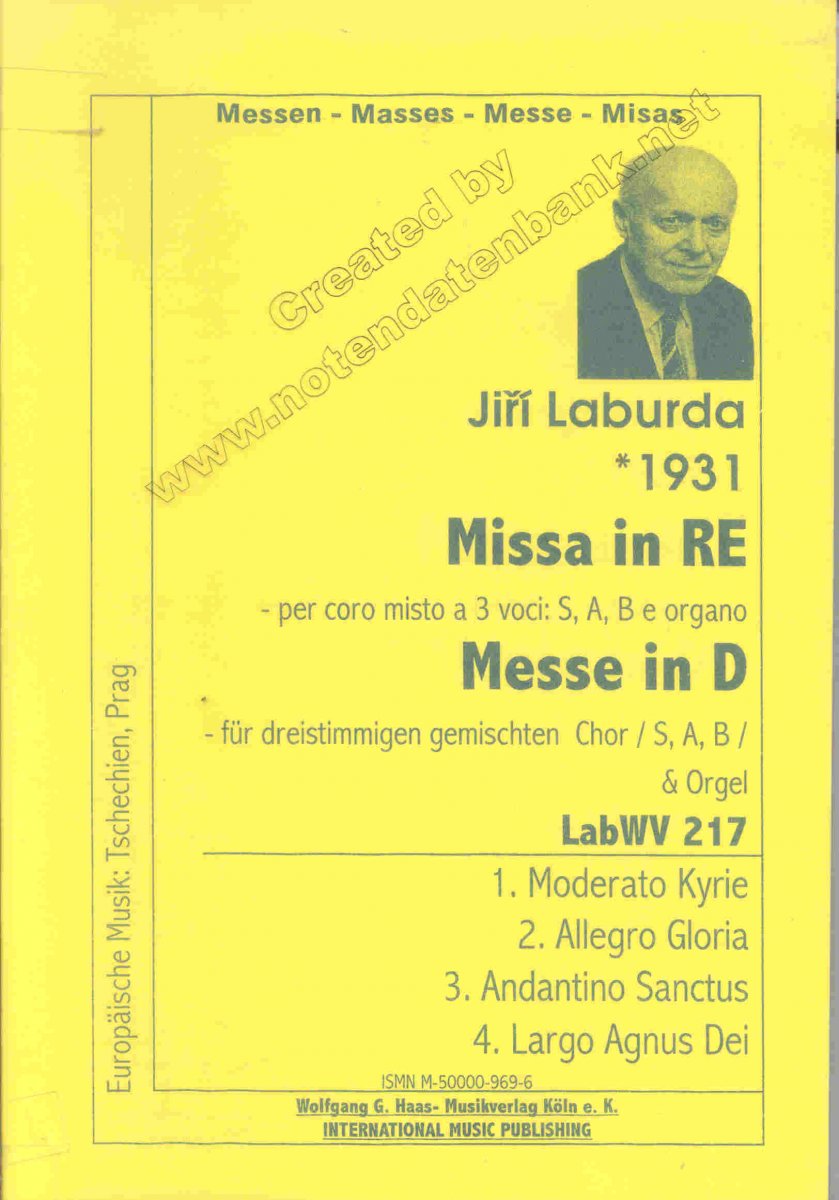 Messen - Masses - Messe - Misas
Created by
www.notendatenbank.net
Jiří Laburda
*1931
Missa in RE
- per coro misto a 3 voci: S, A, B e organo
Messe in D
- für dreistimmigen gemischten Chor / S, A, B /
& Orgel
LabWV 217
1. Moderato Kyrie
2. Allegro Gloria
3. Andantino Sanctus
4. Largo Agnus Dei
Europäische Musik: Tschechien, Prag
ISMN M-50000-969-6
Wolfgang G. Haas- Musikverlag Köln e. K.
INTERNATIONAL MUSIC PUBLISHING